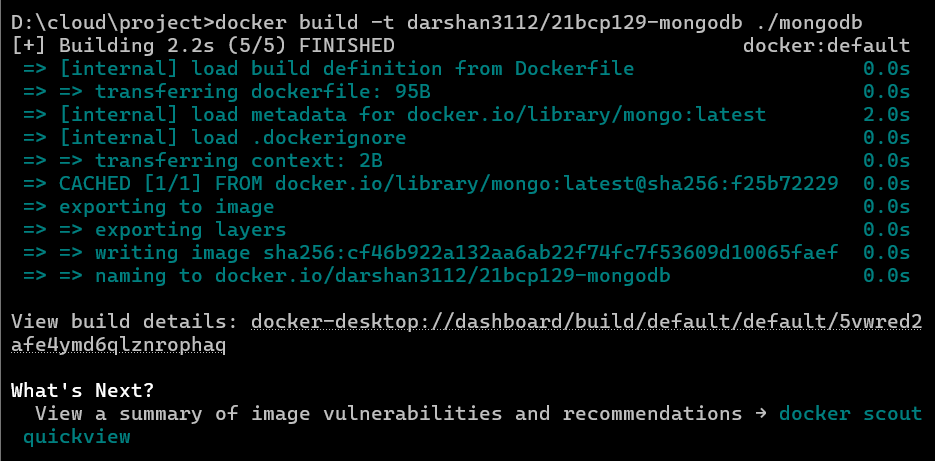 D:\cloud\project>docker build -t darshan3112/21bcp129-mongodb ./mongodb
[+] Building 2.2s (5/5) FINISHED docker:default
=> [internal] load build definition from Dockerfile 0.0s
=> => transferring dockerfile: 95B 0.0s
=> [internal] load metadata for docker.io/library/mongo:latest 2.0s
=> [internal] load .dockerignore 0.0s
=> => transferring context: 2B 0.0s
=> CACHED [1/1] FROM docker.io/library/mongo:latest@sha256:f25b72229 0.0s
=> exporting to image 0.0s
=> => exporting layers 0.0s
=> => writing image sha256:cf46b922a132aa6ab22f74fc7f53609d10065faef 0.0s
=> => naming to docker.io/darshan3112/21bcp129-mongodb 0.0s
View build details: docker-desktop://dashboard/build/default/default/5vwred2
afe4ymd6qlznrophaq
What's Next?
View a summary of image vulnerabilities and recommendations → docker scout
quickview